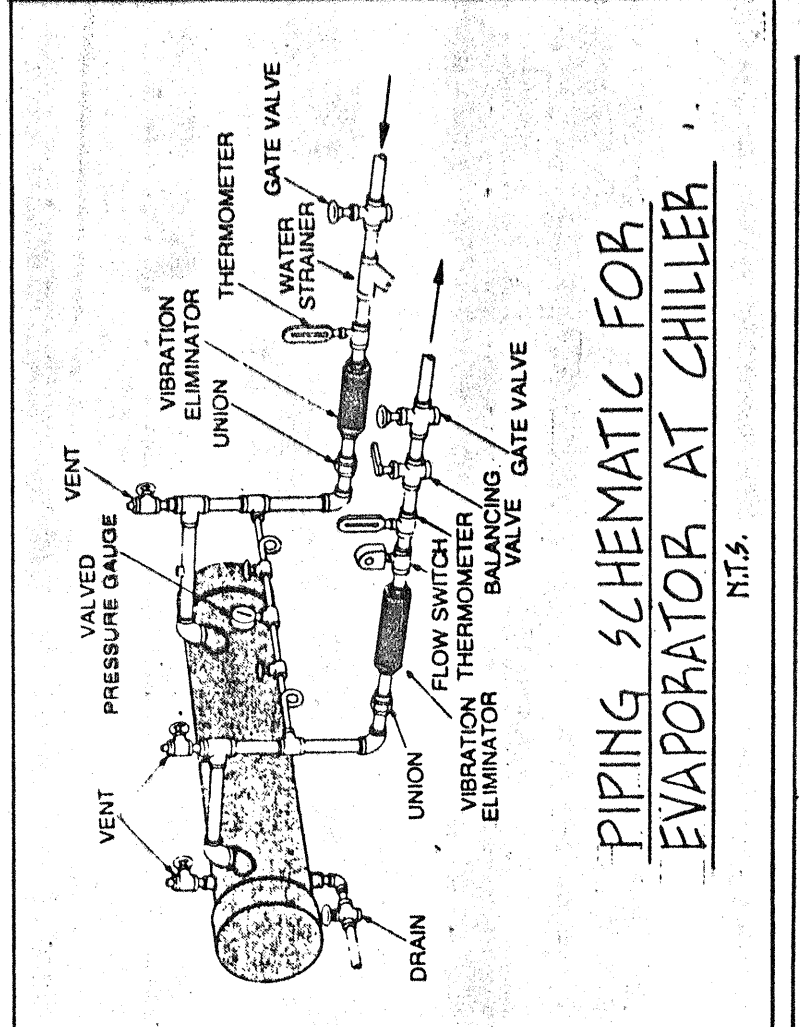 VENT
VALVED
PRESSURE GAUGE
VENT
VIBRATION
ELIMINATOR
UNION
THERMOMETER
WATER
STRAINER
GATE VALVE
DRAIN
UNION
VIBRATION
ELIMINATOR
FLOW SWITCH
THERMOMETER
BALANCING
VALVE
GATE VALVE
PIPING SCHEMATIC FOR
EVAPORATOR AT CHILLER
N.T.S.